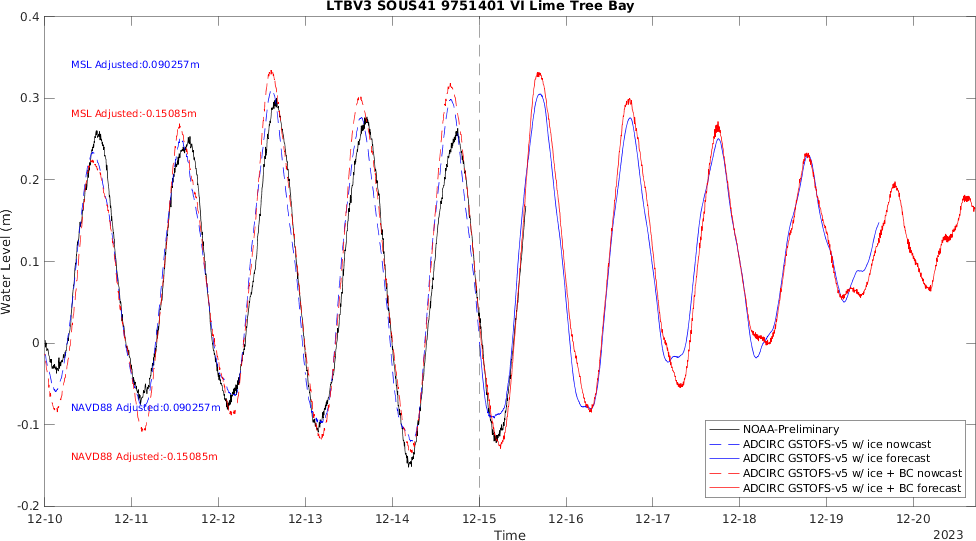 LTBV3 SOUS41 9751401 VI Lime Tree Bay
0.4
0.3
0.2
0.1
0
-0.1
-0.2
Water Level (m)
MSL Adjusted:0.090257m
MSL Adjusted:-0.15085m
NAVD88 Adjusted:0.090257m
NAVD88 Adjusted:-0.15085m
NOAA-Preliminary
ADCIRC GSTOFS-v5 w/ ice nowcast
ADCIRC GSTOFS-v5 w/ ice forecast
ADCIRC GSTOFS-v5 w/ ice + BC nowcast
ADCIRC GSTOFS-v5 w/ ice + BC forecast
12-10 12-11 12-12 12-13 12-14 12-15 12-16 12-17 12-18 12-19 12-20
Time
2023